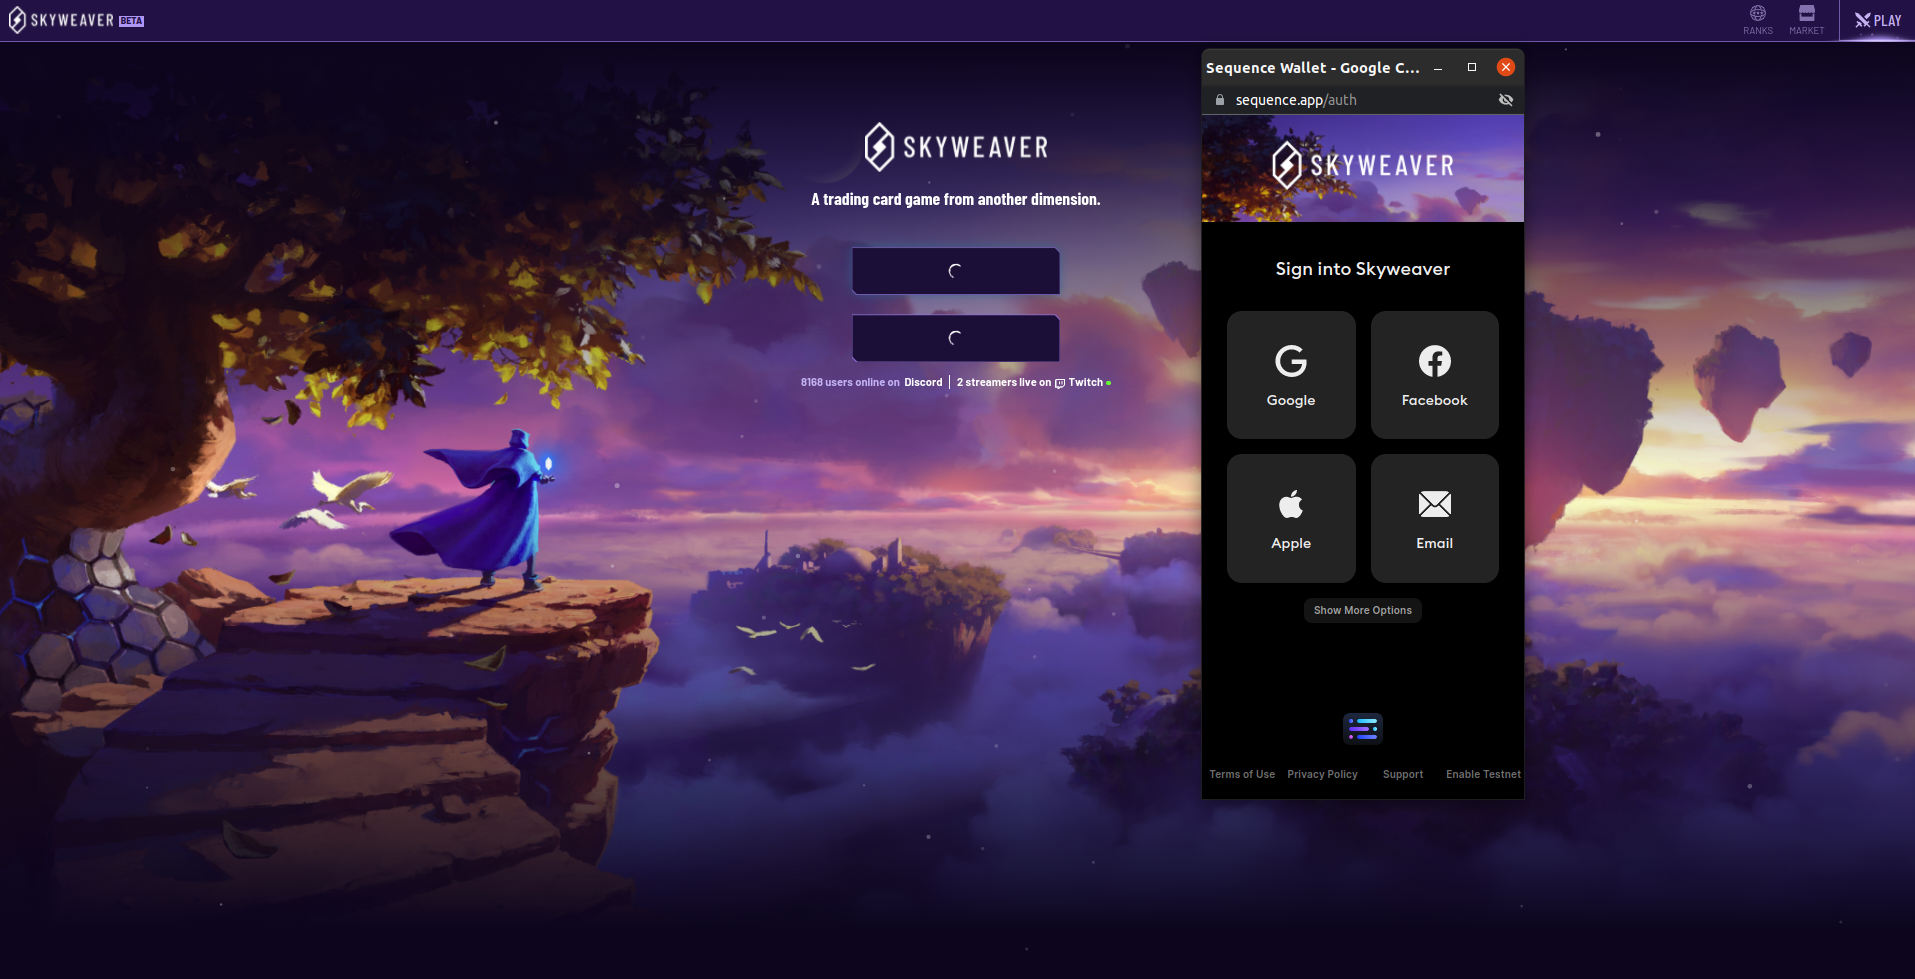 SKYWEAVER BETA
RANKS
MARKET
PLAY
SKYWEAVER
A trading card game from another dimension.
8168 users online on Discord | 2 streamers live on Twitch
Sequence Wallet - Google C...
sequence.app/auth
SKYWEAVER
Sign into Skyweaver
Google
Facebook
Apple
Email
Show More Options
Terms of Use
Privacy Policy
Support
Enable Testnet